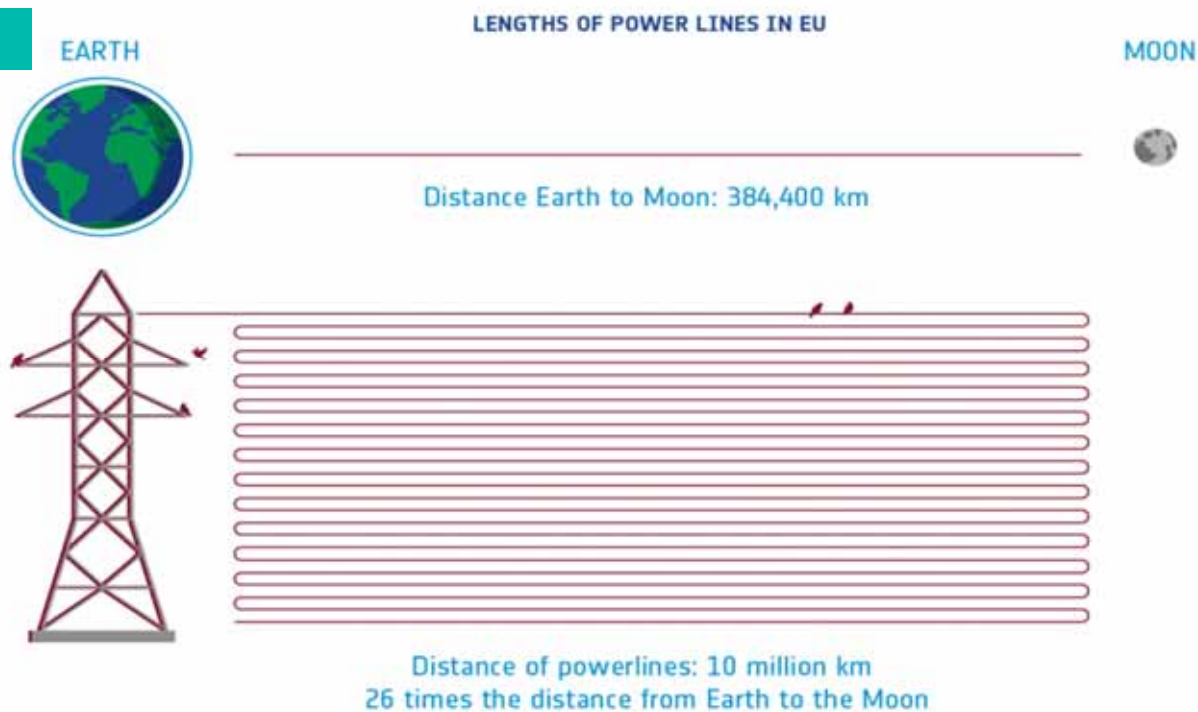 LENGTHS OF POWER LINES IN EU
EARTH
MOON
Distance Earth to Moon: 384,400 km
Distance of powerlines: 10 million km
26 times the distance from Earth to the Moon